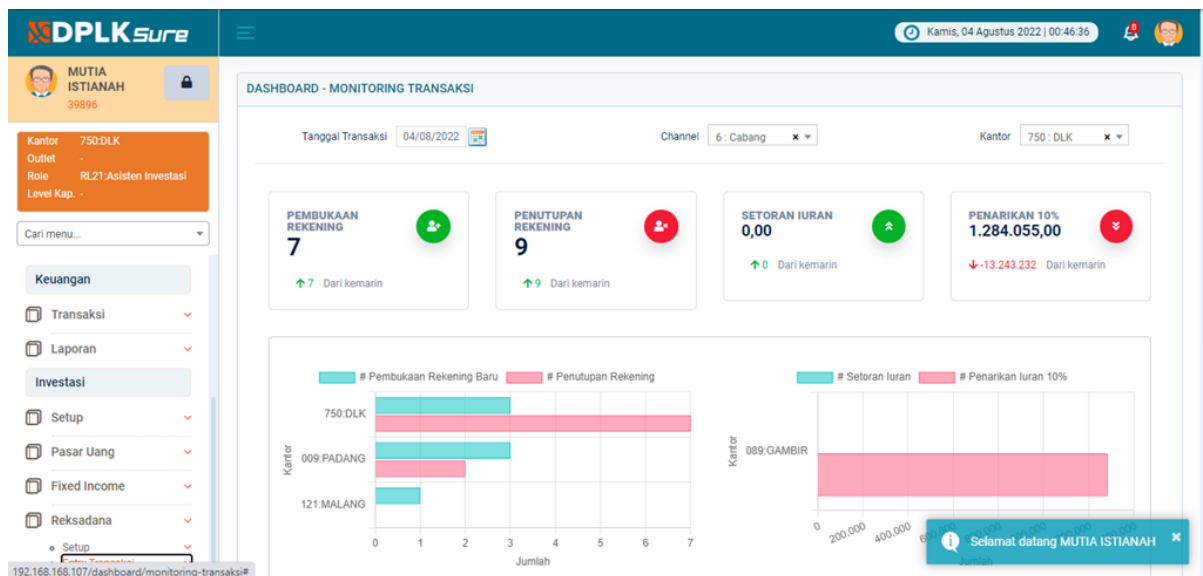 DPLKSure
Kamis, 04 Agustus 2022 | 00:46:36
MUTIA
ISTIANAH
39896
Kantor 750:DLK
Outlet -
Role RL21:Asisten Investasi
Level Kap. -
Cari menu...
Keuangan
Transaksi
Laporan
Investasi
Setup
Pasar Uang
Fixed Income
Reksadana
Setup
Entry Transaksi
192.168.168.107/dashboard/monitoring-transaksi#
DASHBOARD - MONITORING TRANSAKSI
Tanggal Transaksi 04/08/2022
Channel 6 : Cabang × 
Kantor 750 : DLK ×
PEMBUKAAN
REKENING
7
7 Dari kemarin
PENUTUPAN
REKENING
9
9 Dari kemarin
SETORAN IURAN
0,00
0 Dari kemarin
PENARIKAN 10%
1.284.055,00
-13.243.232 Dari kemarin
# Pembukaan Rekening Baru # Penutupan Rekening
Kantor
750:DLK
009:PADANG
121:MALANG
0 1 2 3 4 5 6 7
Jumlah
# Setoran Iuran # Penarikan Iuran 10%
Kantor
089:GAMBIR
0 200.000 400.000
Jumlah
Selamat datang MUTIA ISTIANAH ×